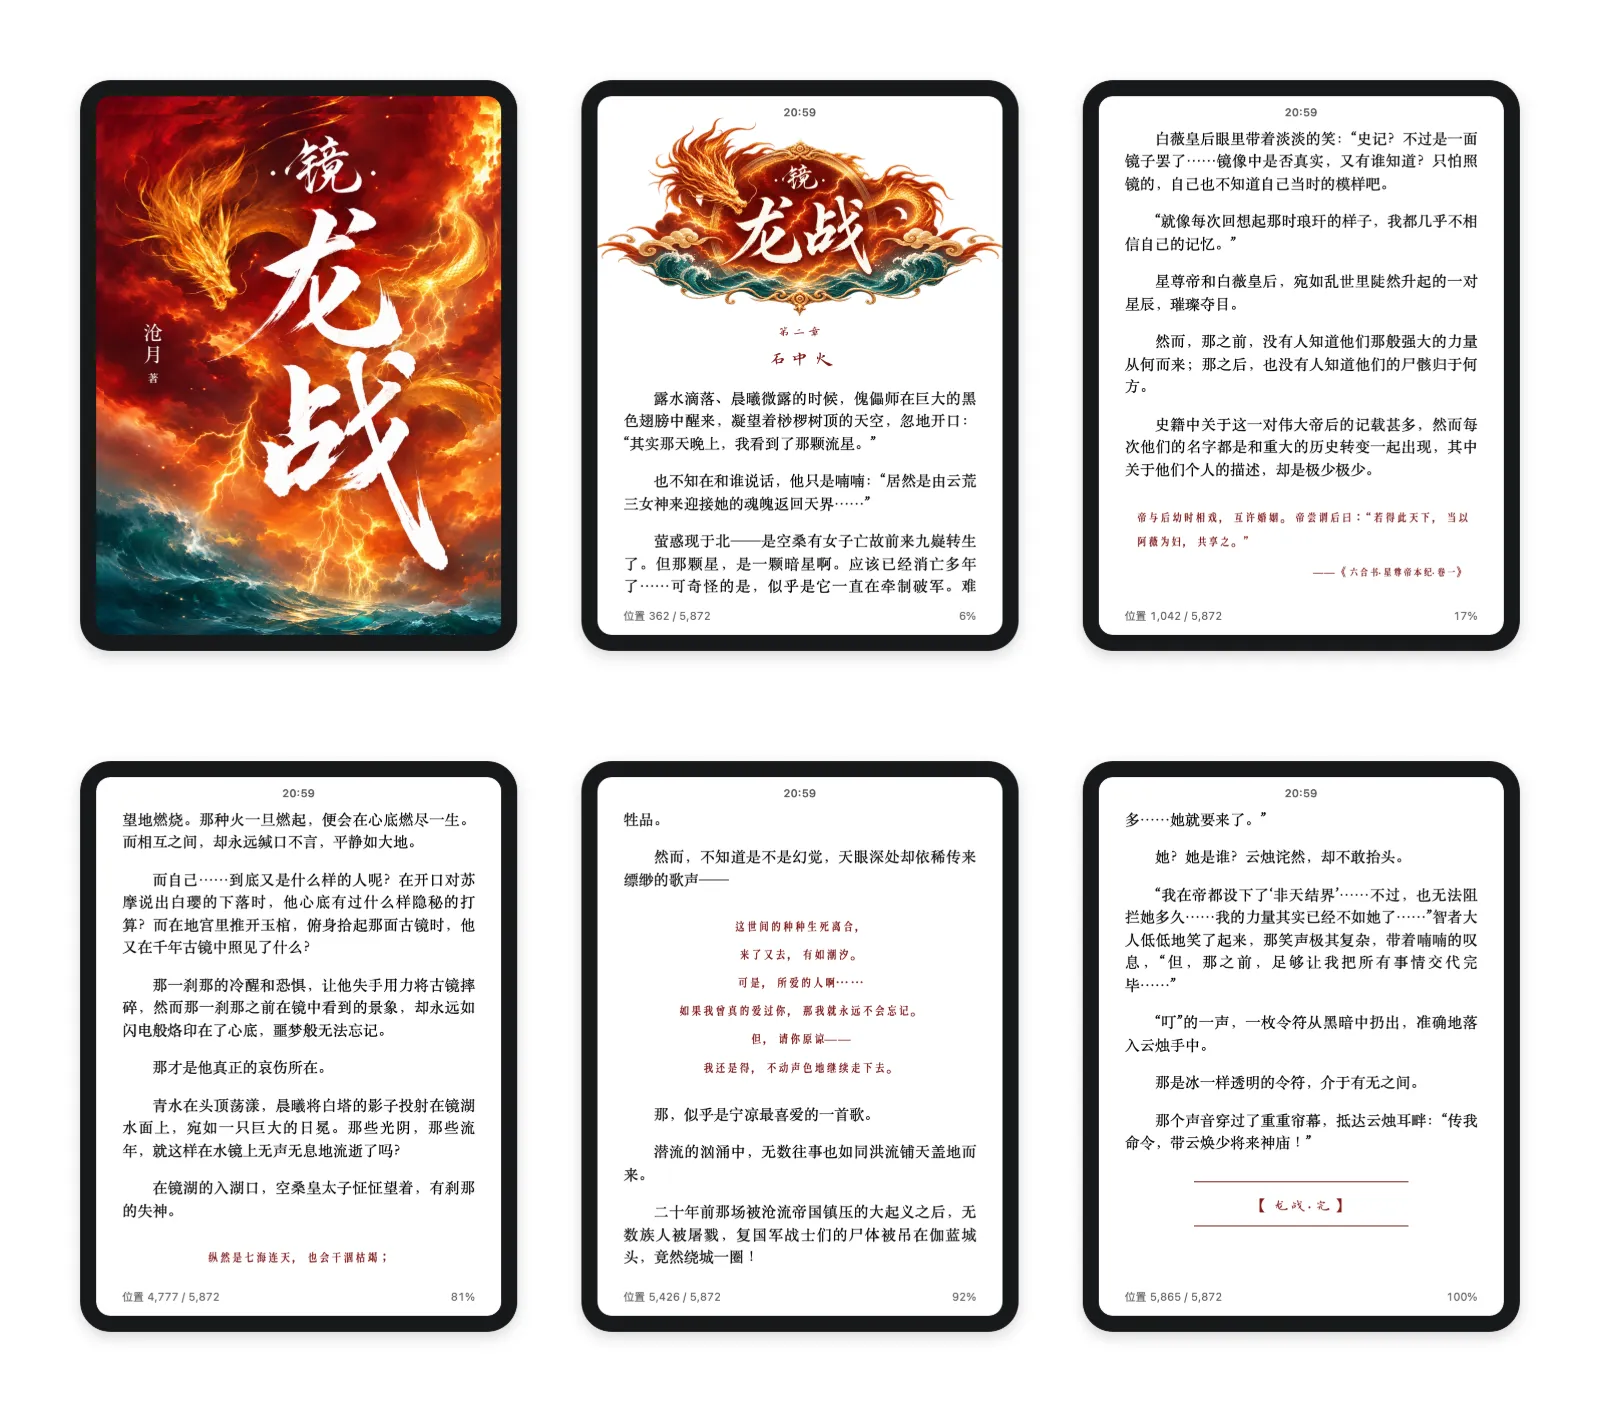 ·镜·
龙
战
沧月 著
20:59
·镜·
龙战
第二章
石中火
露水滴落、晨曦微露的时候，傀儡师在巨大的黑
色翅膀中醒来，凝望着桫椤树顶的天空，忽地开口：
“其实那天晚上，我看到了那颗流星。”
也不知在和谁说话，他只是喃喃：“居然是由云荒
三女神来迎接她的魂魄返回天界……”
萤惑现于北——是空桑有女子亡故前来九嶷转生
了。但那颗星，是一颗暗星啊。应该已经消亡多年
了……可奇怪的是，似乎是它一直在牵制破军。难
位置 362 / 5,872
6%
20:59
白薇皇后眼里带着淡淡的笑：“史记？不过是一面
镜子罢了……镜像中是否真实，又有谁知道？只怕照
镜的，自己也不知道自己当时的模样吧。
“就像每次回想起那时琅玕的样子，我都几乎不相
信自己的记忆。”
星尊帝和白薇皇后，宛如乱世里陡然升起的一对
星辰，璀璨夺目。
然而，那之前，没有人知道他们那般强大的力量
从何而来；那之后，也没有人知道他们的尸骸归于何
方。
史籍中关于这一对伟大帝后的记载甚多，然而每
次他们的名字都是和重大的历史转变一起出现，其中
关于他们个人的描述，却是极少极少。
帝与后幼时相戏，互许婚姻。帝尝谓后曰：“若得此天下，当以
阿薇为妇，共享之。”
——《六合书·星尊帝本纪·卷一》
位置 1,042 / 5,872
17%
20:59
望地燃烧。那种火一旦燃起，便会在心底燃尽一生。
而相互之间，却永远缄口不言，平静如大地。
而自己……到底又是什么样的人呢？在开口对苏
摩说出白璎的下落时，他心底有过什么样隐秘的打
算？而在地宫里推开玉棺，俯身拾起那面古镜时，他
又在千年古镜中照见了什么？
那一刹那的冷醒和恐惧，让他失手用力将古镜摔
碎，然而那一刹那之前在镜中看到的景象，却永远如
闪电般烙印在了心底，噩梦般无法忘记。
那才是他真正的哀伤所在。
青水在头顶荡漾，晨曦将白塔的影子投射在镜湖
水面上，宛如一只巨大的日晷。那些光阴，那些流
年，就这样在水镜上无声无息地流逝了吗？
在镜湖的入湖口，空桑皇太子怔怔望着，有刹那
的失神。
纵然是七海连天，也会干涸枯竭；
位置 4,777 / 5,872
81%
20:59
牲品。
然而，不知道是不是幻觉，天眼深处却依稀传来
缥缈的歌声——
这世间的种种生死离合，
来了又去，有如潮汐。
可是，所爱的人啊……
如果我曾真的爱过你，那我就永远不会忘记。
但，请你原谅——
我还是得，不动声色地继续走下去。
那，似乎是宁凉最喜爱的一首歌。
潜流的汹涌中，无数往事也如同洪流铺天盖地而
来。
二十年前那场被沧流帝国镇压的大起义之后，无
数族人被屠戮，复国军战士们的尸体被吊在伽蓝城
头，竟然绕城一圈！
位置 5,426 / 5,872
92%
20:59
多……她就要来了。”
她？她是谁？云烛诧然，却不敢抬头。
“我在帝都设下了‘非天结界’……不过，也无法阻
拦她多久……我的力量其实已经不如她了……”智者大
人低低地笑了起来，那笑声极其复杂，带着喃喃的叹
息，“但，那之前，足够让我把所有事情交代完
毕……”
“叮”的一声，一枚令符从黑暗中扔出，准确地落
入云烛手中。
那是冰一样透明的令符，介于有无之间。
那个声音穿过了重重帘幕，抵达云烛耳畔：“传我
命令，带云焕少将来神庙！”
【龙战·完】
位置 5,865 / 5,872
100%